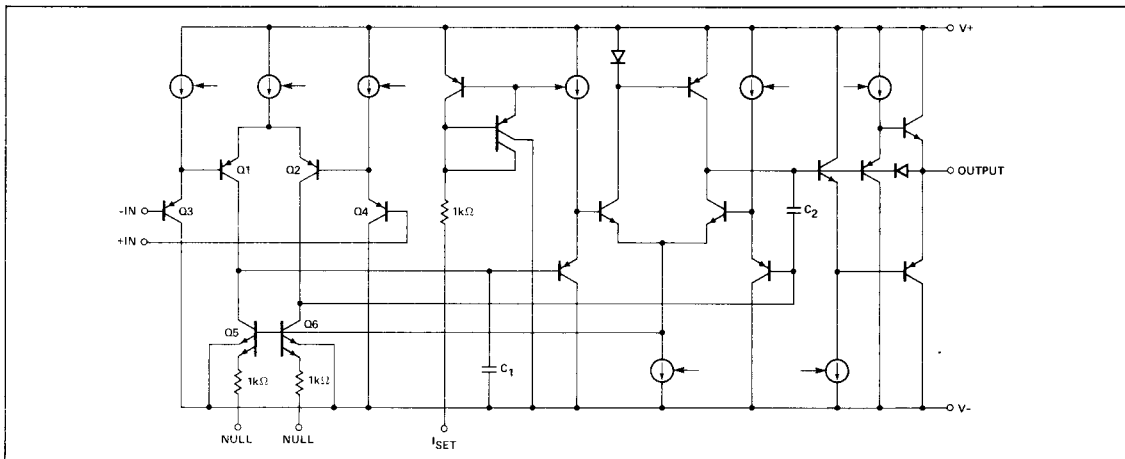 V+
Q1
Q2
-IN
Q3
Q4
+IN
1kΩ
OUTPUT
C2
Q5
Q6
1kΩ
1kΩ
C1
NULL
NULL
ISET
V-